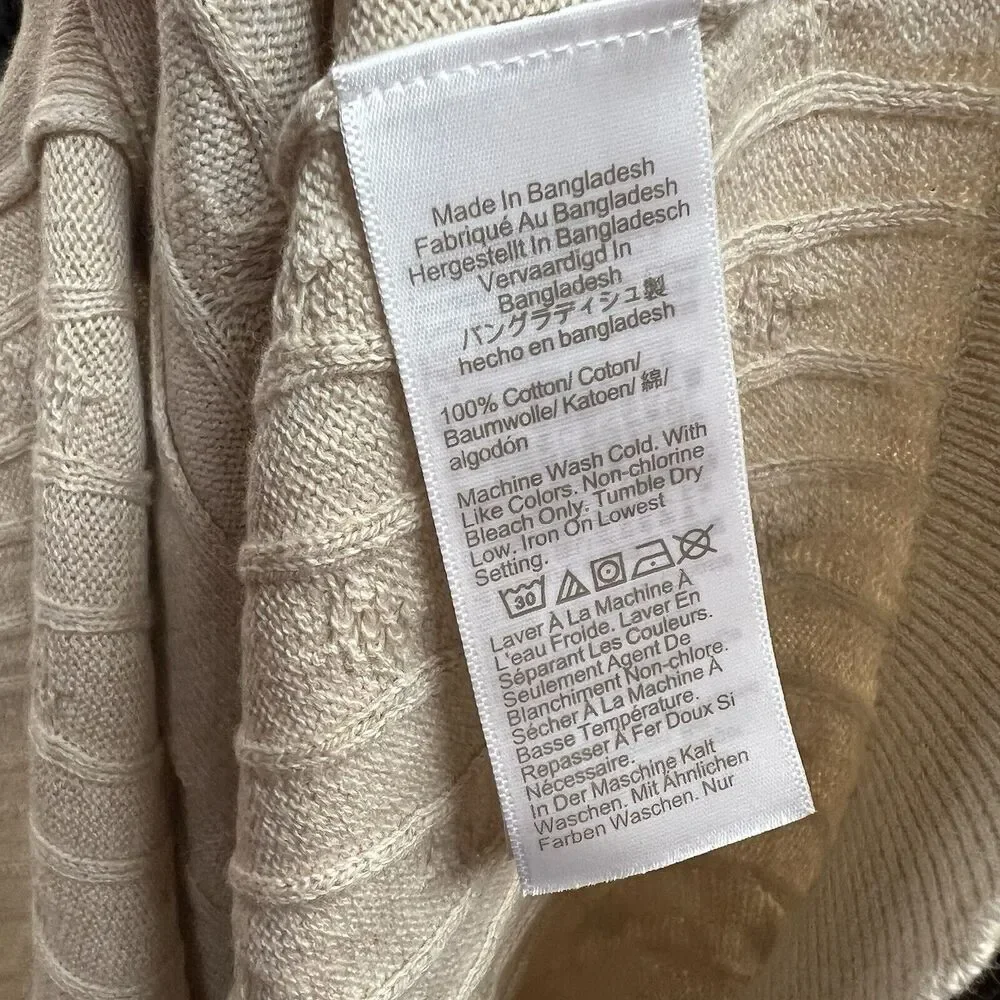 Made In Bangladesh
Fabriqué Au Bangladesh
Hergestellt In Bangladesch
Vervaardigd In
Bangladesh
バングラディシュ製
hecho en bangladesh
100% Cotton/ Coton/
Baumwolle/ Katoen/ 綿/
algodón
Machine Wash Cold. With
Like Colors. Non-chlorine
Bleach Only. Tumble Dry
Low. Iron On Lowest
Setting.
30
Laver À La Machine À
L'eau Froide. Laver En
Séparant Les Couleurs.
Seulement Agent De
Blanchiment Non-chlore.
Sécher À La Machine À
Basse Température.
Repasser À Fer Doux Si
Nécessaire.
In Der Maschine Kalt
Waschen. Mit Ähnlichen
Farben Waschen. Nur